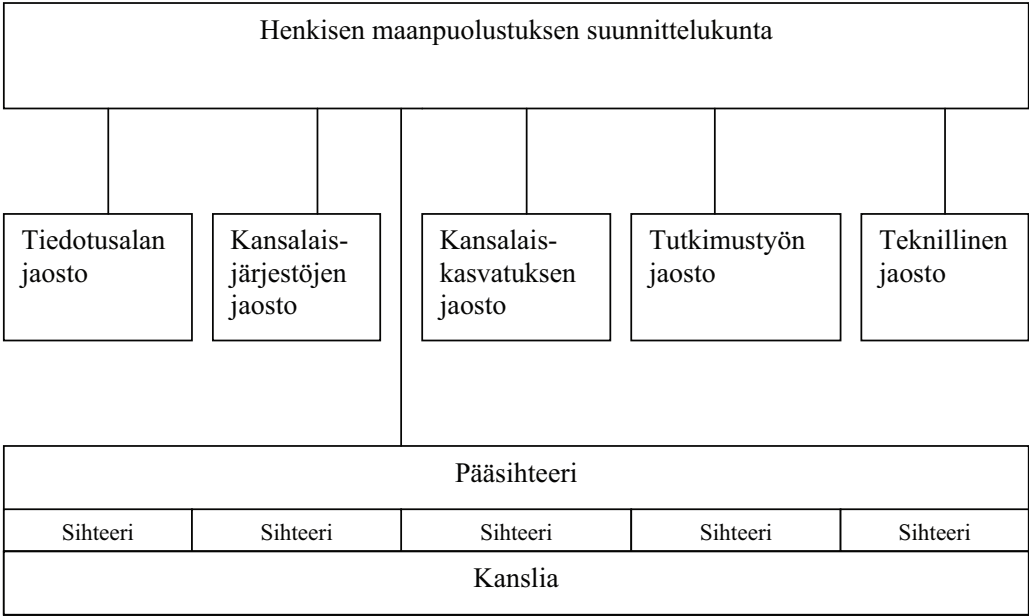 Henkisen maanpuolustuksen suunnittelukunta
Tiedotusalan
jaosto
Kansalais-
järjestöjen
jaosto
Kansalais-
kasvatuksen
jaosto
Tutkimustyön
jaosto
Teknillinen
jaosto
Pääsihteeri
Sihteeri
Sihteeri
Sihteeri
Sihteeri
Sihteeri
Kanslia